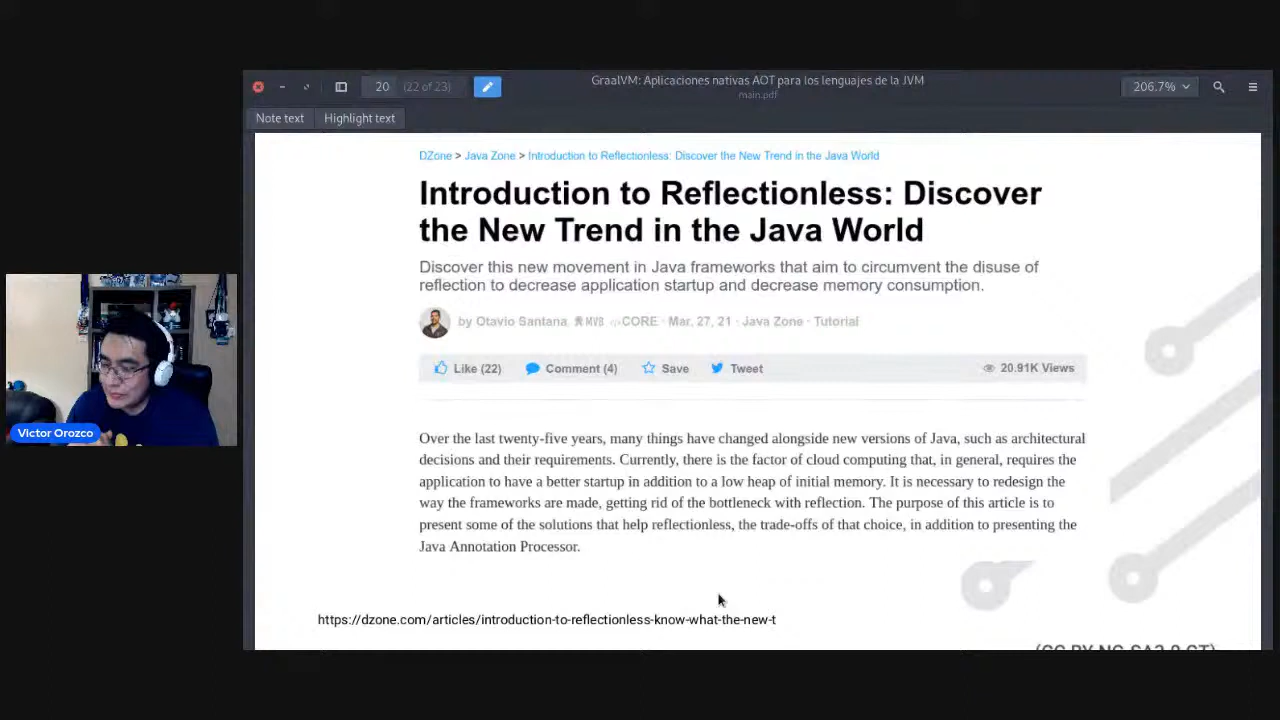 GraalVM: Aplicaciones nativas AOT para los lenguajes de la JVM
main.pdf
20 (22 of 23)
206.7%
Note text
Highlight text
DZone > Java Zone > Introduction to Reflectionless: Discover the New Trend in the Java World
Introduction to Reflectionless: Discover
the New Trend in the Java World
Discover this new movement in Java frameworks that aim to circumvent the disuse of
reflection to decrease application startup and decrease memory consumption.
by Otavio Santana MVB CORE · Mar. 27, 21 · Java Zone · Tutorial
Like (22) Comment (4) Save Tweet 20.91K Views
Over the last twenty-five years, many things have changed alongside new versions of Java, such as architectural
decisions and their requirements. Currently, there is the factor of cloud computing that, in general, requires the
application to have a better startup in addition to a low heap of initial memory. It is necessary to redesign the
way the frameworks are made, getting rid of the bottleneck with reflection. The purpose of this article is to
present some of the solutions that help reflectionless, the trade-offs of that choice, in addition to presenting the
Java Annotation Processor.
https://dzone.com/articles/introduction-to-reflectionless-know-what-the-new-t
Victor Orozco